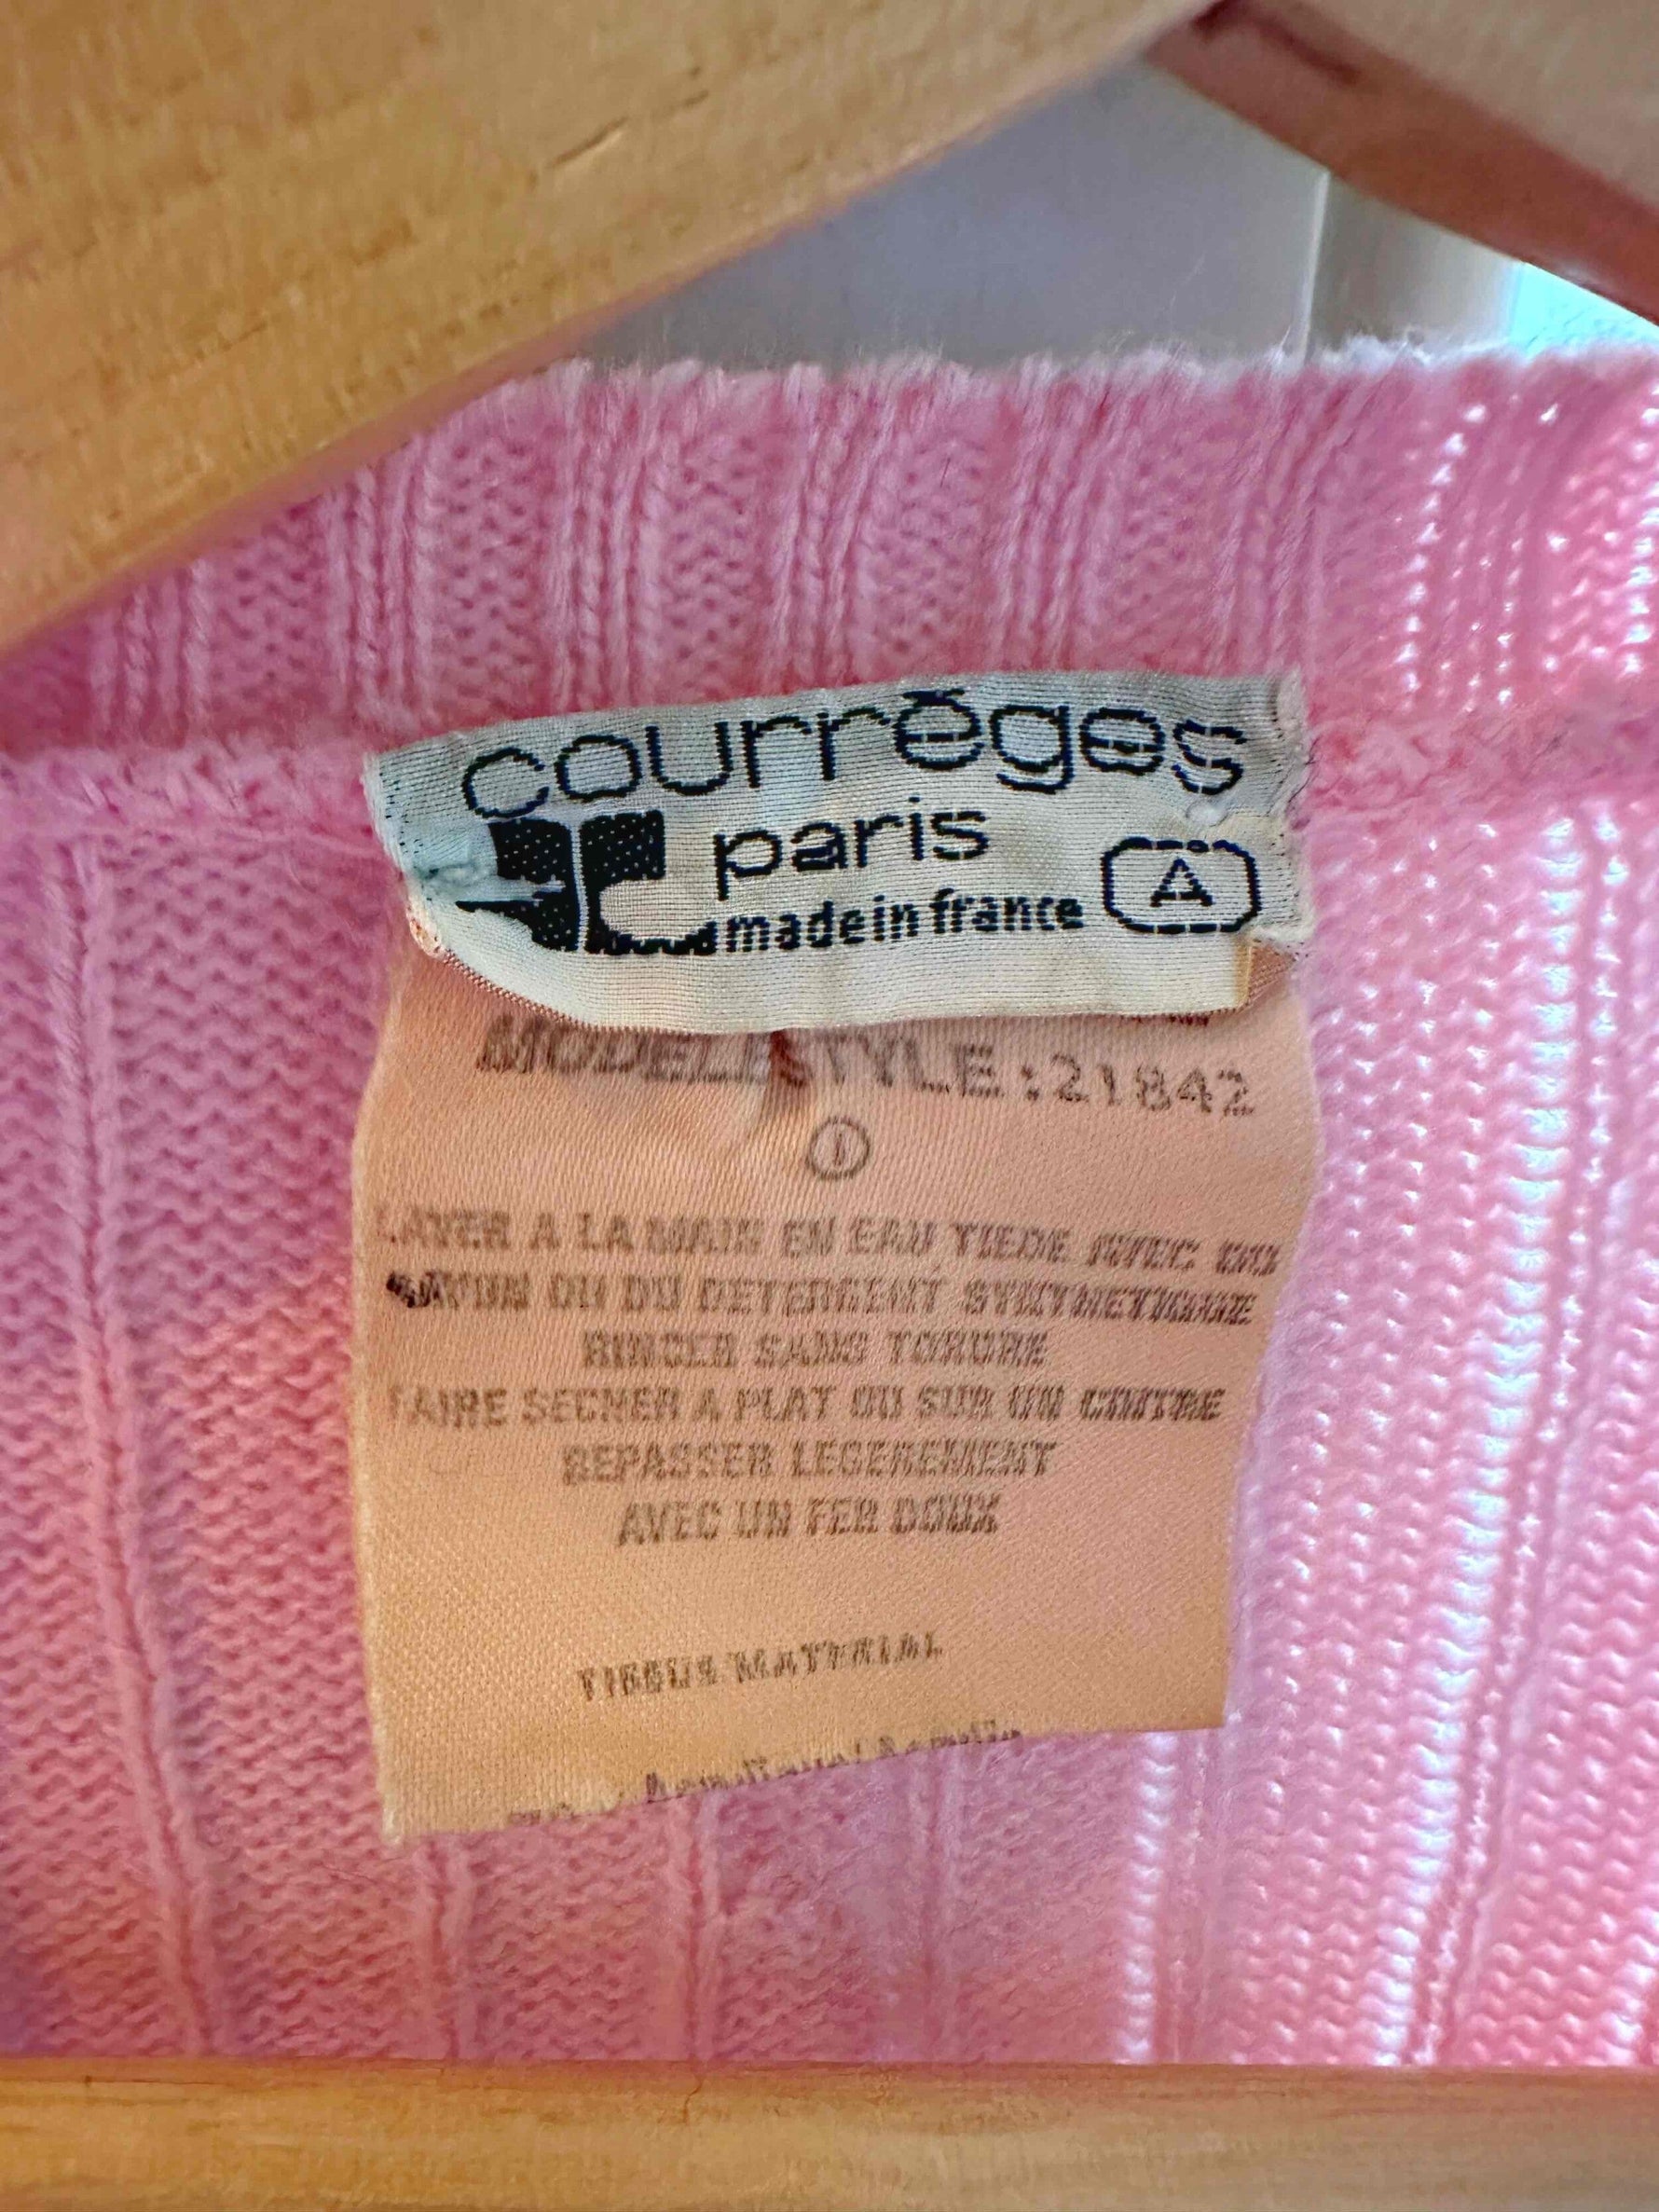 courrèges
paris
made in france
A
MODELE/STYLE:21842
LAVER A LA MAIN EN EAU TIEDE AVEC DU
SAVON OU DU DETERGENT SYNTHETIQUE
RINCER SANS TORDRE
FAIRE SECHER A PLAT OU SUR UN CINTRE
REPASSER LEGEREMENT
AVEC UN FER DOUX
TISSUS MATERIAL